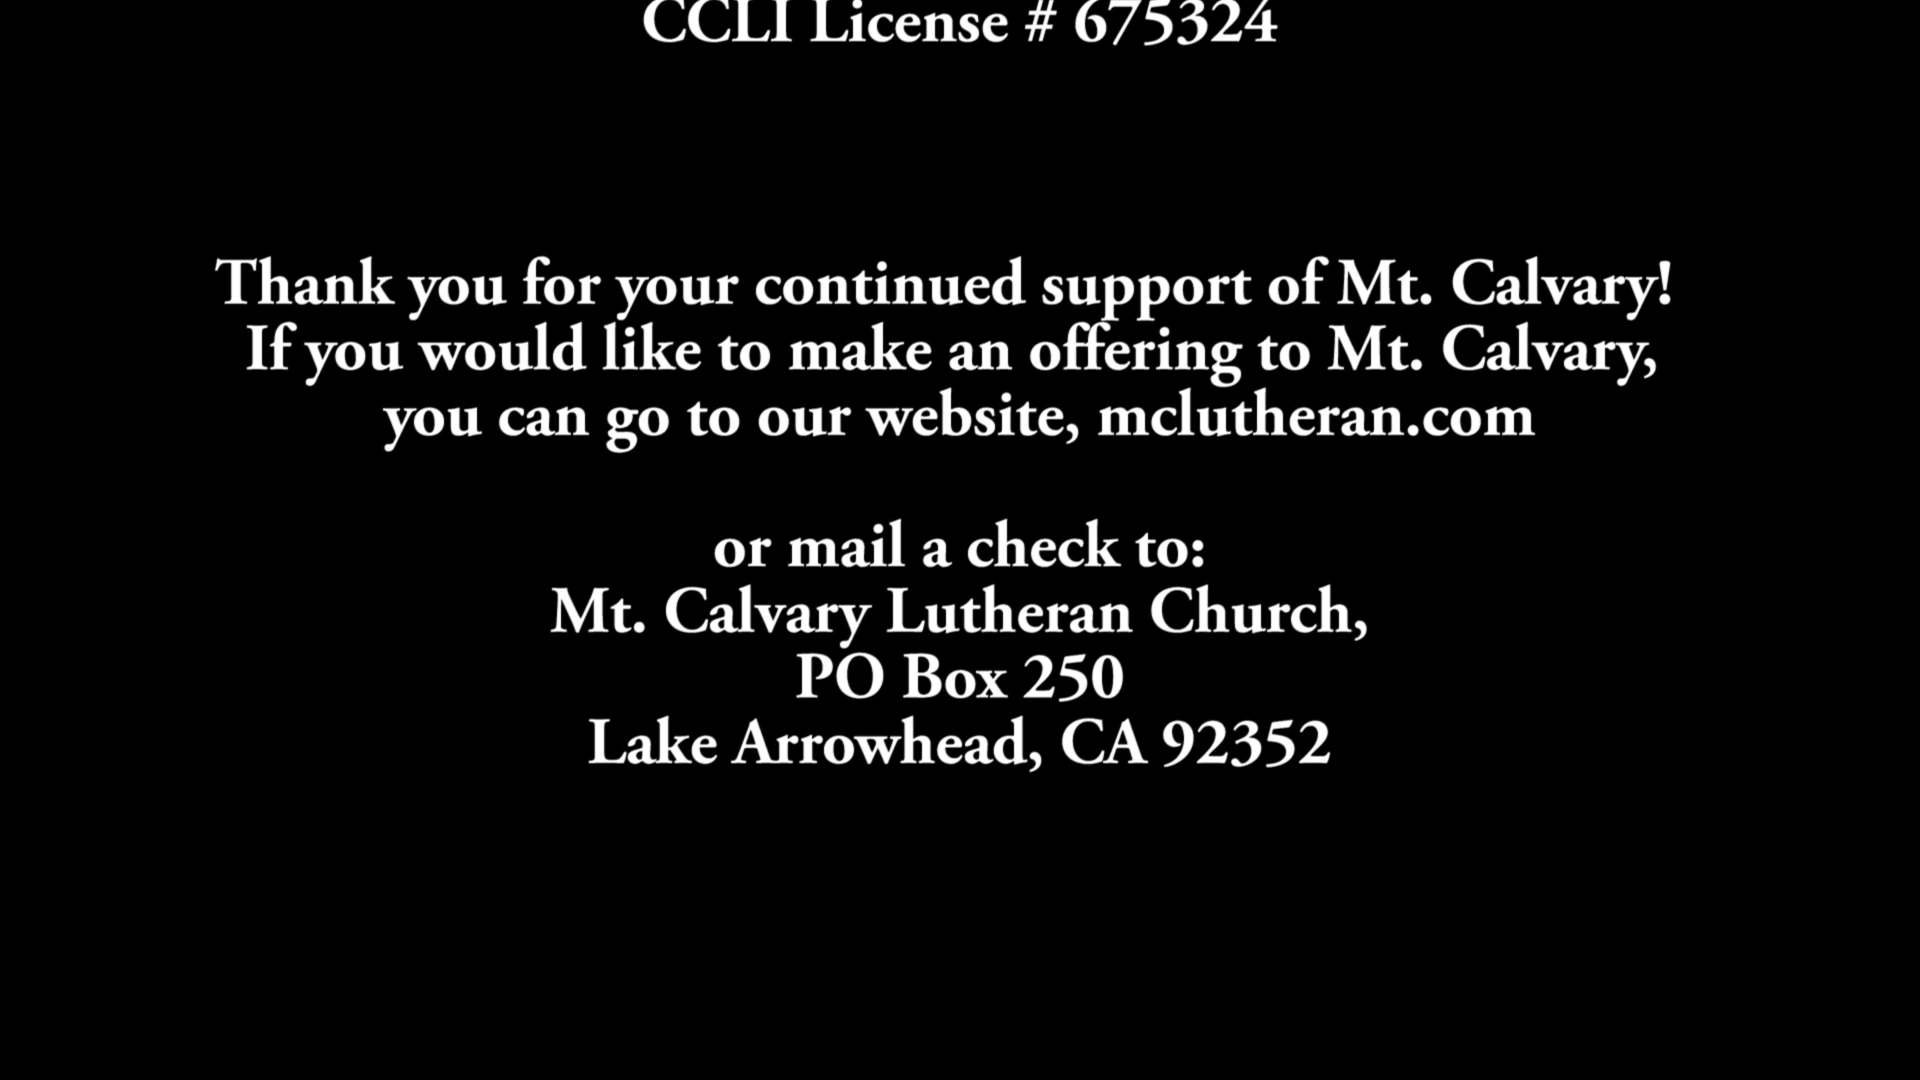 CCLI License # 675324
Thank you for your continued support of Mt. Calvary!
If you would like to make an offering to Mt. Calvary,
you can go to our website, mclutheran.com
or mail a check to:
Mt. Calvary Lutheran Church,
PO Box 250
Lake Arrowhead, CA 92352